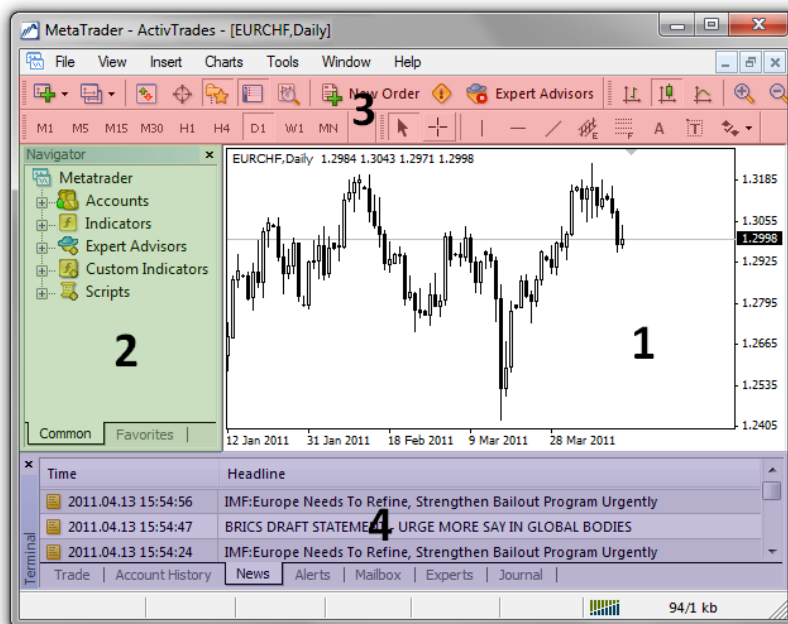 MetaTrader - ActivTrades - [EURCHF,Daily]
File View Insert Charts Tools Window Help
New Order Expert Advisors
3
M1 M5 M15 M30 H1 H4 D1 W1 MN E F A T
Navigator
Metatrader
Accounts
Indicators
Expert Advisors
Custom Indicators
Scripts
2
Common Favorites
EURCHF,Daily 1.2984 1.3043 1.2971 1.2998
1.3185
1.3055
1.2998
1.2925
1.2795
1.2665
1.2535
1.2405
1
12 Jan 2011 31 Jan 2011 18 Feb 2011 9 Mar 2011 28 Mar 2011
Terminal
Time Headline
2011.04.13 15:54:56 IMF:Europe Needs To Refine, Strengthen Bailout Program Urgently
2011.04.13 15:54:47 BRICS DRAFT STATEMENT - URGE MORE SAY IN GLOBAL BODIES
2011.04.13 15:54:24 IMF:Europe Needs To Refine, Strengthen Bailout Program Urgently
4
Trade | Account History | News | Alerts | Mailbox | Experts | Journal |
94/1 kb